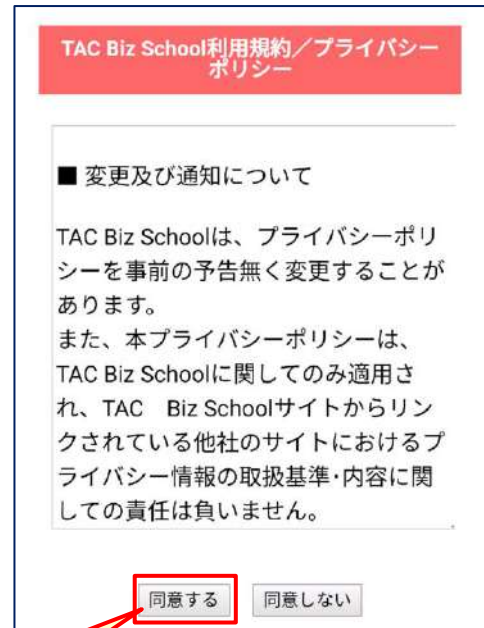 TAC Biz School利用規約／プライバシー
ポリシー
■ 変更及び通知について
TAC Biz Schoolは、プライバシーポリ
シーを事前の予告無く変更することが
あります。
また、本プライバシーポリシーは、
TAC Biz Schoolに関してのみ適用さ
れ、TAC　Biz Schoolサイトからリン
クされている他社のサイトにおけるプ
ライバシー情報の取扱基準･内容に関
しての責任は負いません。
同意する 同意しない